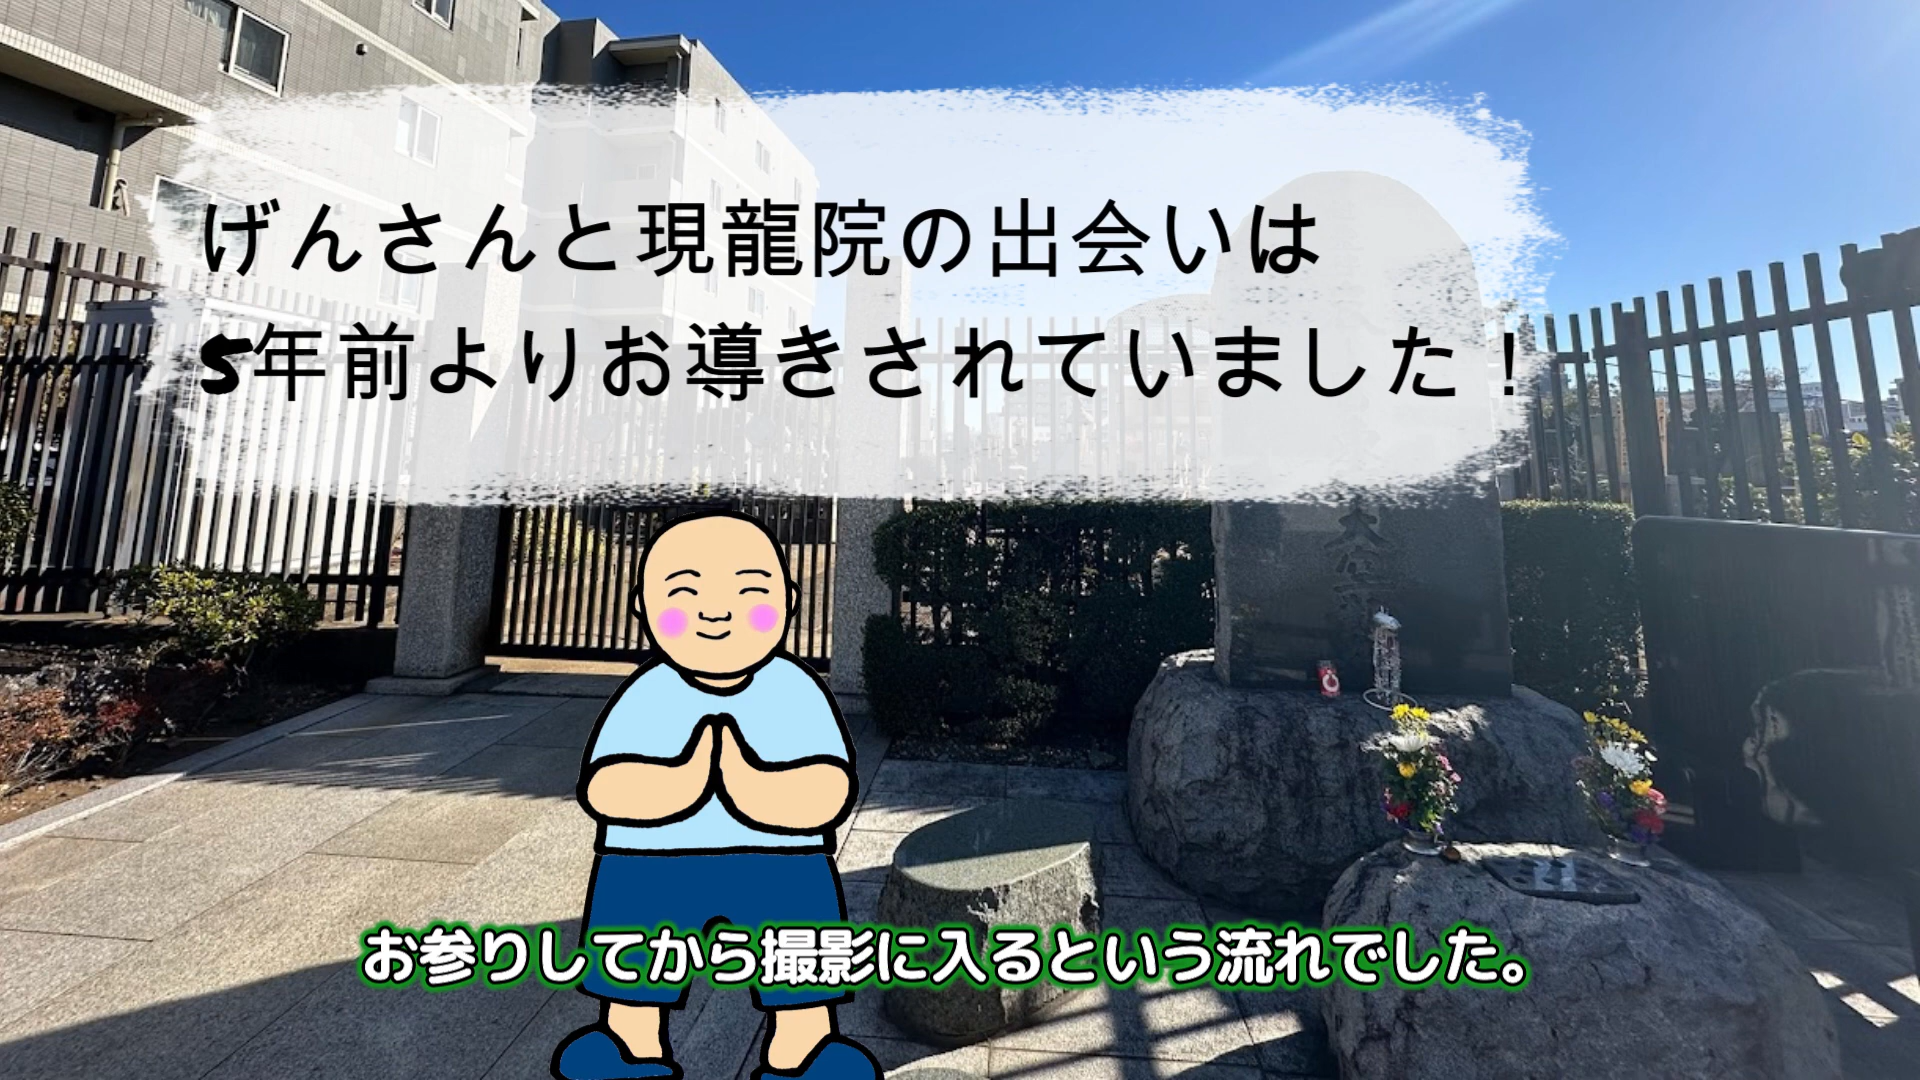 げんさんと現龍院の出会いは
5年前よりお導きされていました！
お参りしてから撮影に入るという流れでした。